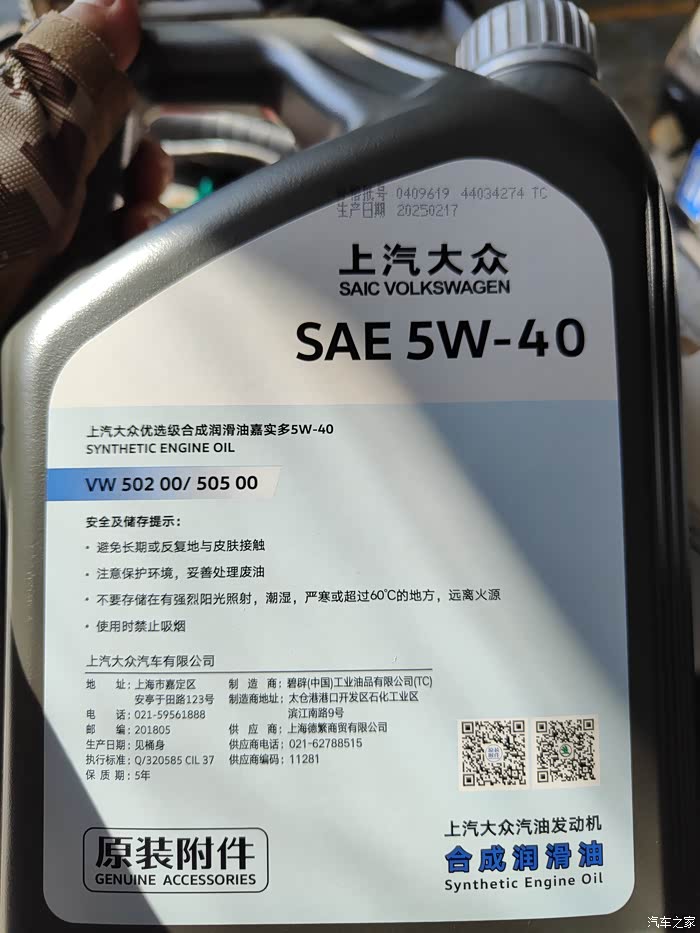 批号 0409619 44034274 TC
生产日期 20250217
上汽大众
SAIC VOLKSWAGEN
SAE 5W-40
上汽大众优选级合成润滑油嘉实多5W-40
SYNTHETIC ENGINE OIL
VW 502 00/ 505 00
安全及储存提示:
· 避免长期或反复地与皮肤接触
· 注意保护环境，妥善处理废油
· 不要存储在有强烈阳光照射，潮湿，严寒或超过60℃的地方，远离火源
· 使用时禁止吸烟
上汽大众汽车有限公司
地 址: 上海市嘉定区
安亭于田路123号
电 话: 021-59561888
邮 编: 201805
生产日期: 见桶身
执行标准: Q/320585 CIL 37
保 质 期: 5年
制 造 商: 碧辟(中国)工业油品有限公司(TC)
制造商地址: 太仓港港口开发区石化工业区
滨江南路9号
供 应 商: 上海德繁商贸有限公司
供应商电话: 021-62788515
供应商编码: 11281
原装附件
GENUINE ACCESSORIES
上汽大众汽油发动机
合成润滑油
Synthetic Engine Oil
汽车之家